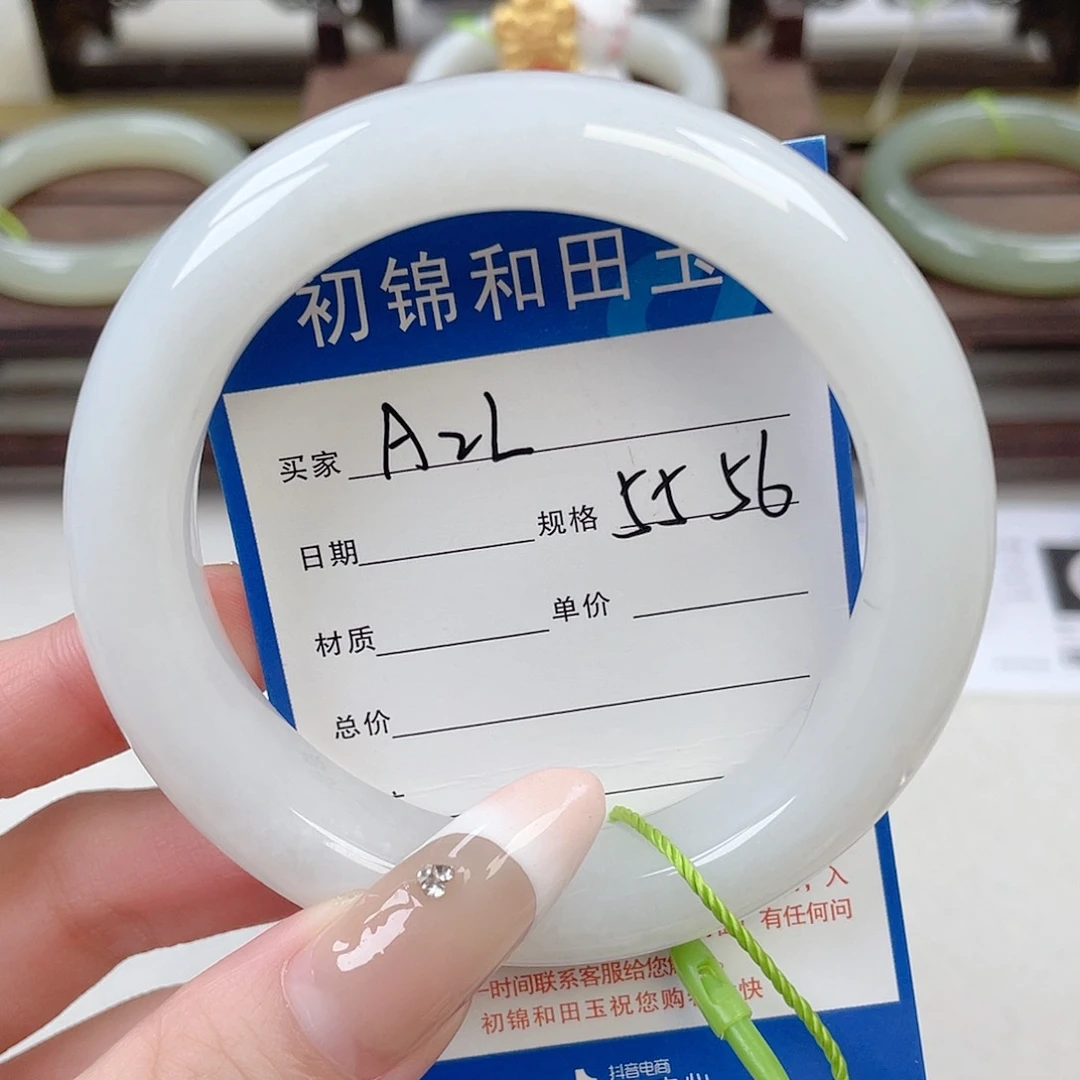 初锦和田玉
买家 A2L
日期 规格 55 56
材质 单价
总价
入
有任何问
一时间联系客服给您
初锦和田玉祝您购 快
抖音电商